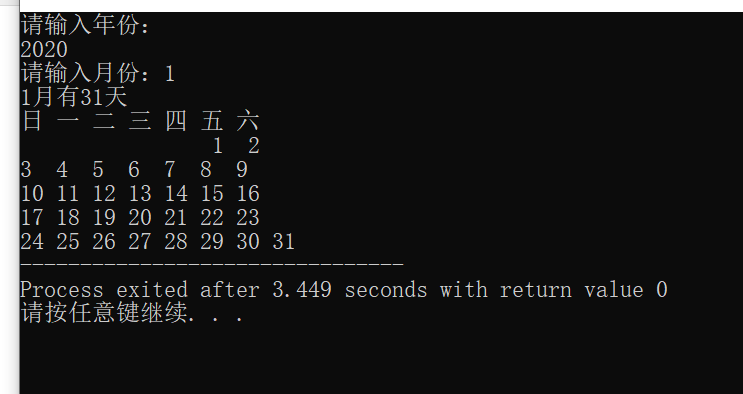 请输入年份:
2020
请输入月份: 1
1月有31天
日 一 二 三 四 五 六
                1  2
3  4  5  6  7  8  9
10 11 12 13 14 15 16
17 18 19 20 21 22 23
24 25 26 27 28 29 30 31
--------------------------------
Process exited after 3.449 seconds with return value 0
请按任意键继续. . .